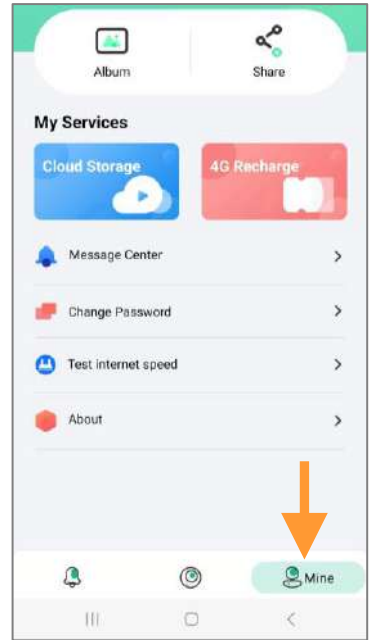 Album
Share
My Services
Cloud Storage
4G Recharge
Message Center
Change Password
Test internet speed
About
Mine